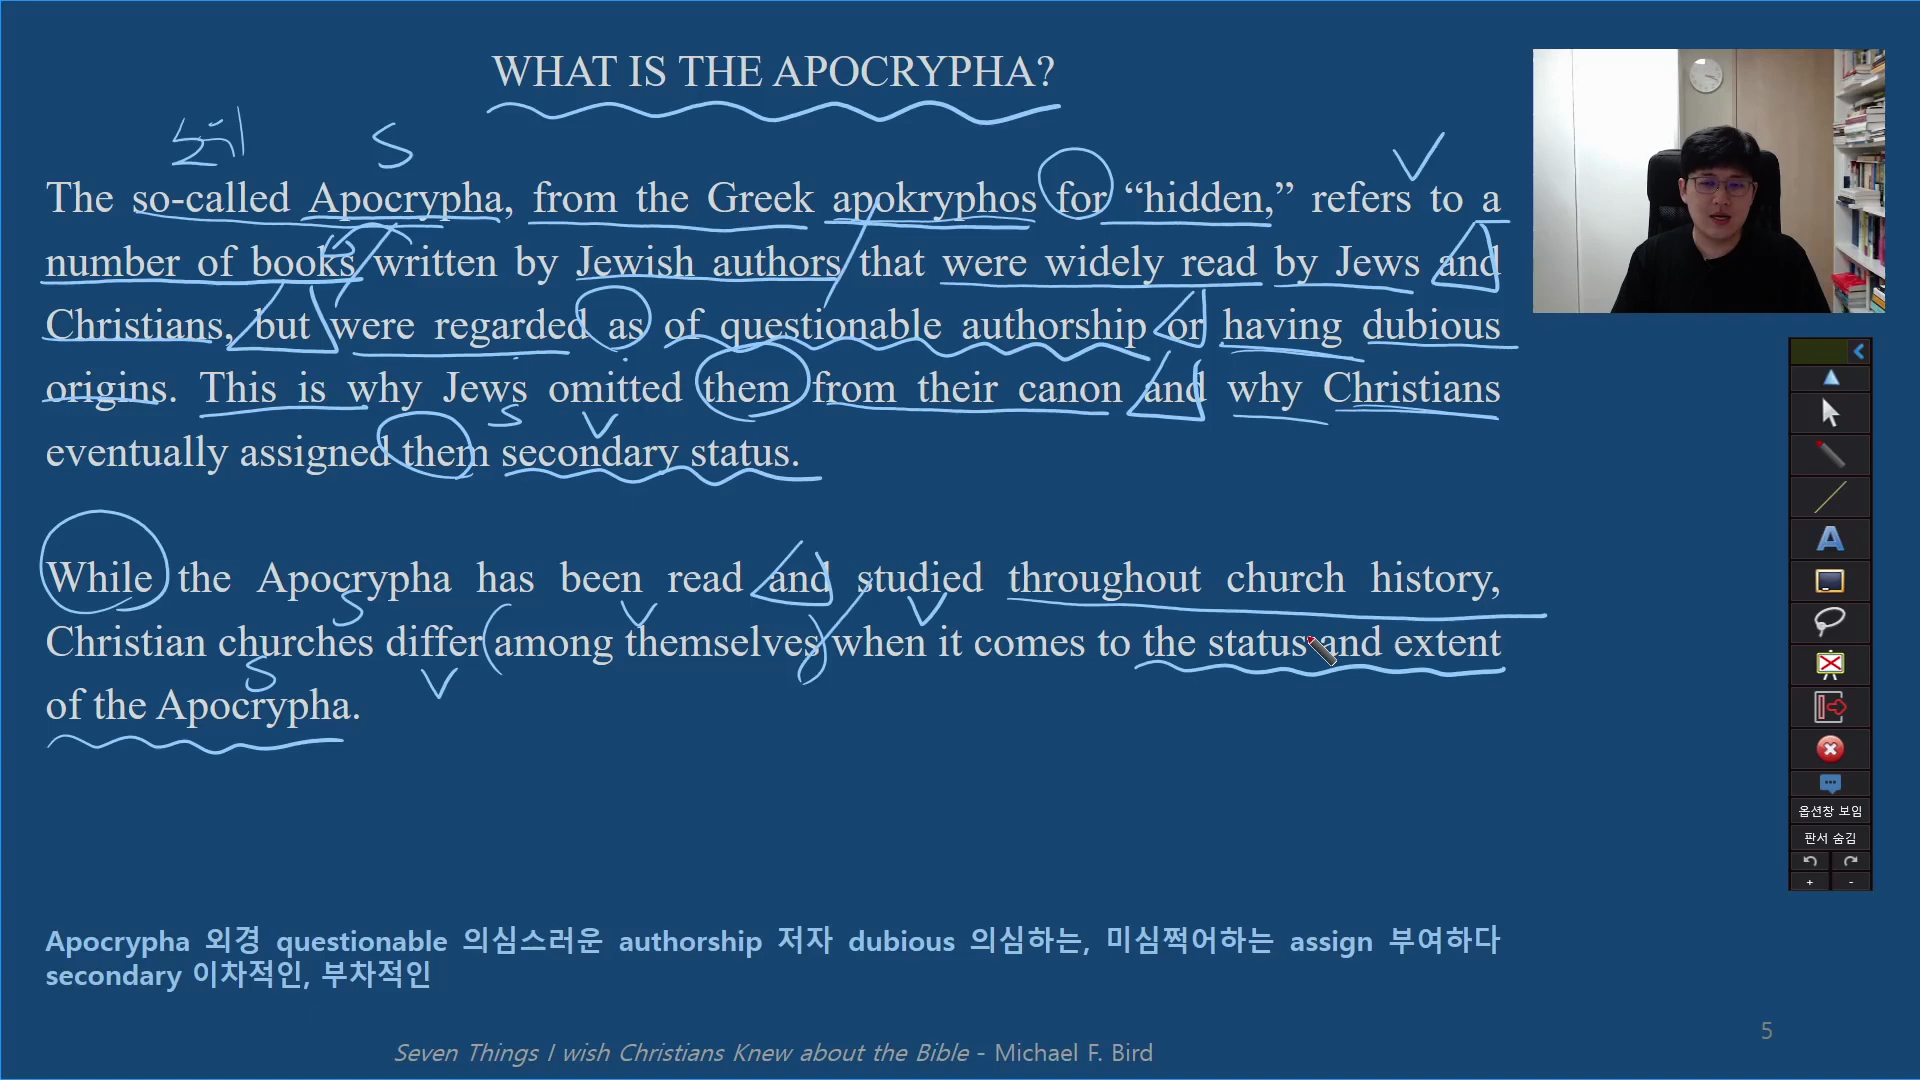 WHAT IS THE APOCRYPHA?
The so-called Apocrypha, from the Greek apokryphos for “hidden,” refers to a
number of books written by Jewish authors that were widely read by Jews and
Christians, but were regarded as of questionable authorship or having dubious
origins. This is why Jews omitted them from their canon and why Christians
eventually assigned them secondary status.
While the Apocrypha has been read and studied throughout church history,
Christian churches differ among themselves when it comes to the status and extent
of the Apocrypha.
Apocrypha 외경 questionable 의심스러운 authorship 저자 dubious 의심하는, 미심쩍어하는 assign 부여하다
secondary 이차적인, 부차적인
Seven Things I wish Christians Knew about the Bible - Michael F. Bird
5
옵션창 보임
판서 숨김